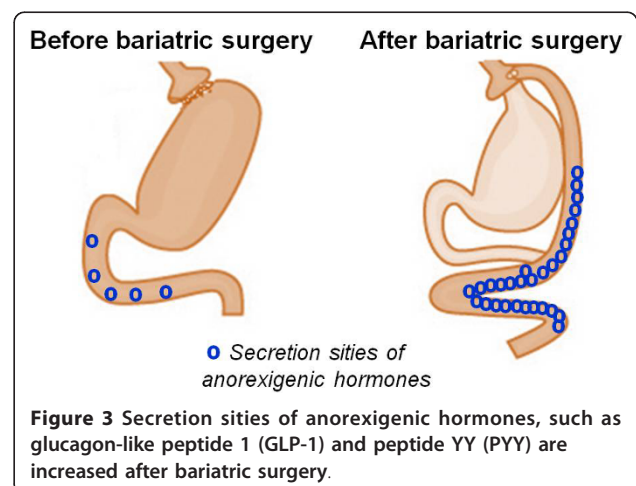 Before bariatric surgery
After bariatric surgery
o Secretion sities of
anorexigenic hormones
Figure 3 Secretion sities of anorexigenic hormones, such as
glucagon-like peptide 1 (GLP-1) and peptide YY (PYY) are
increased after bariatric surgery.